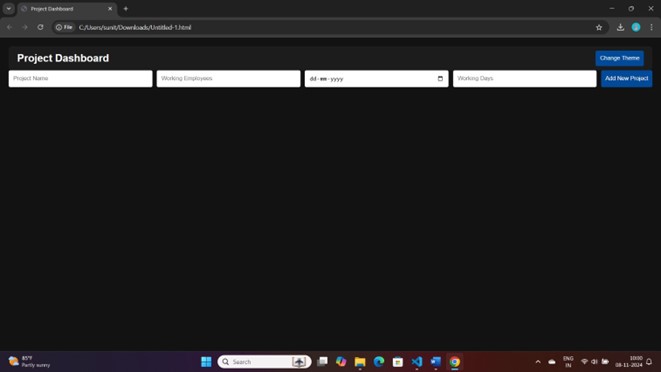 Project Dashboard
File C:/Users/sunit/Downloads/Untitled-1.html
Project Dashboard
Change Theme
Project Name
Working Employees
dd-mm-yyyy
Working Days
Add New Project
85°F
Partly sunny
Search
ENG
IN
10:00
08-11-2024